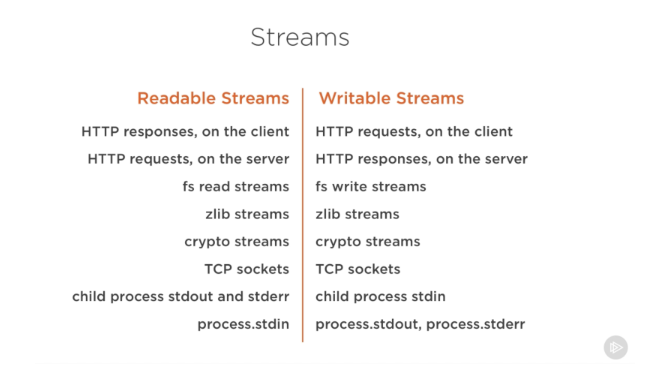 Streams
Readable Streams
HTTP responses, on the client
HTTP requests, on the server
fs read streams
zlib streams
crypto streams
TCP sockets
child process stdout and stderr
process.stdin
Writable Streams
HTTP requests, on the client
HTTP responses, on the server
fs write streams
zlib streams
crypto streams
TCP sockets
child process stdin
process.stdout, process.stderr